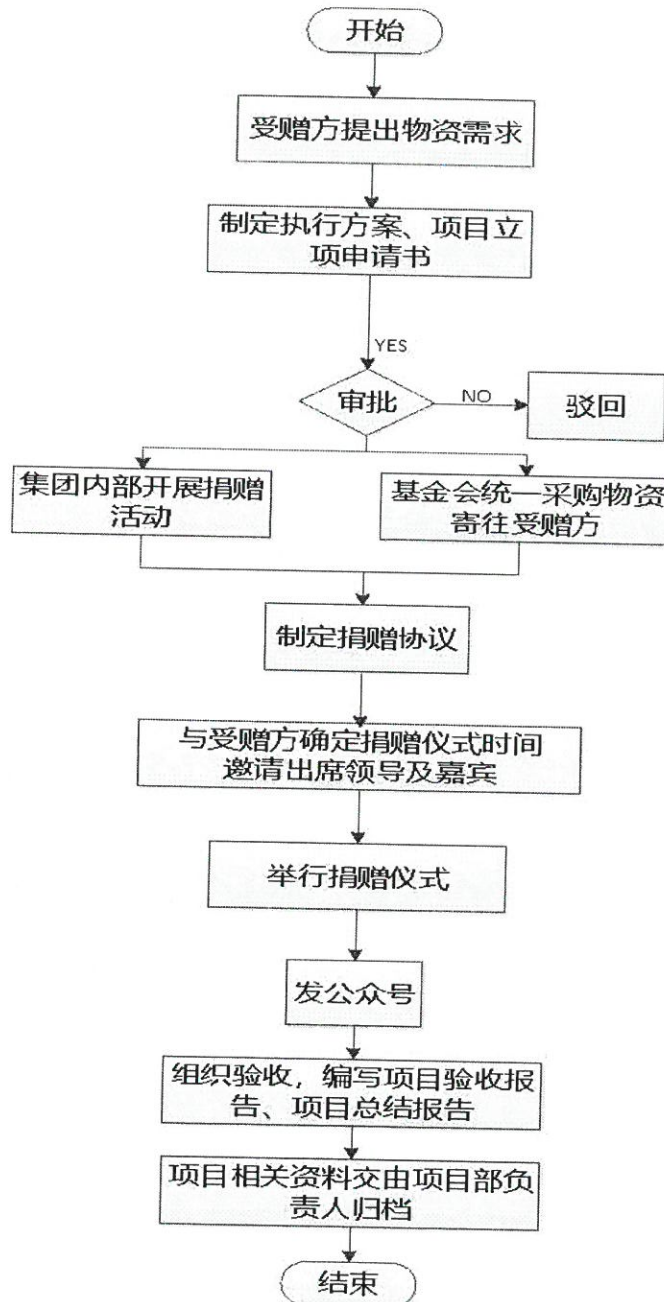 开始
受赠方提出物资需求
制定执行方案、项目立
项申请书
YES
审批
NO
驳回
集团内部开展捐赠
活动
基金会统一采购物资
寄往受赠方
制定捐赠协议
与受赠方确定捐赠仪式时间
邀请出席领导及嘉宾
举行捐赠仪式
发公众号
组织验收，编写项目验收报
告、项目总结报告
项目相关资料交由项目部负
责人归档
结束